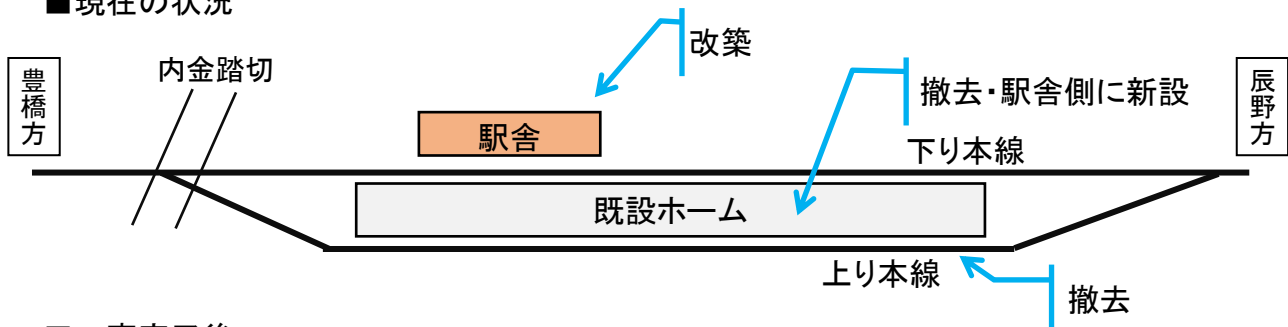 ■現在の状況
改築
内金踏切
豊橋方
撤去・駅舎側に新設
辰野方
駅舎
下り本線
既設ホーム
上り本線
撤去